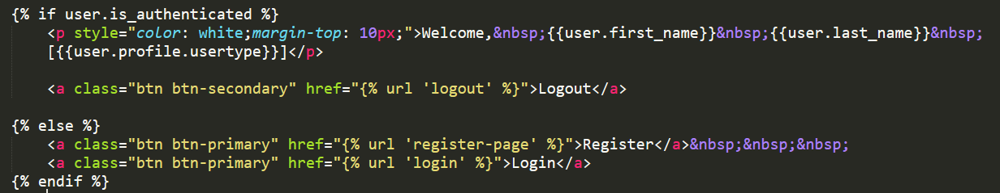 {% if user.is_authenticated %}
<p style="color: white;margin-top: 10px;">Welcome,&nbsp;{{user.first_name}}&nbsp;{{user.last_name}}&nbsp;
[{{user.profile.usertype}}]</p>
<a class="btn btn-secondary" href="{% url 'logout' %}">Logout</a>
{% else %}
<a class="btn btn-primary" href="{% url 'register-page' %}">Register</a>&nbsp;&nbsp;&nbsp;
<a class="btn btn-primary" href="{% url 'login' %}">Login</a>
{% endif %}